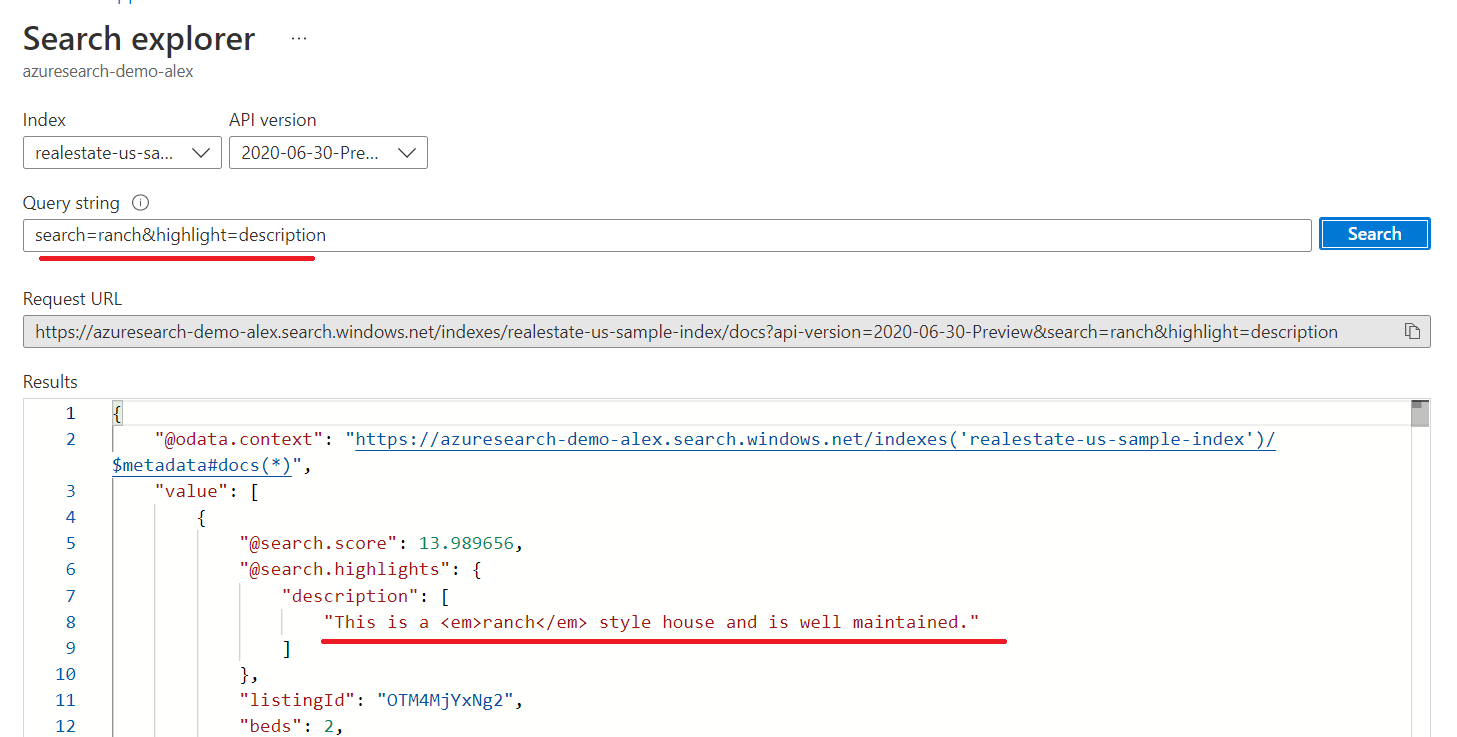 Search explorer ...
azuresearch-demo-alex
Index API version
realestate-us-sa... 2020-06-30-Pre...
Query string
search=ranch&highlight=description Search
Request URL
https://azuresearch-demo-alex.search.windows.net/indexes/realestate-us-sample-index/docs?api-version=2020-06-30-Preview&search=ranch&highlight=description
Results
1 {
2 "@odata.context": "https://azuresearch-demo-alex.search.windows.net/indexes('realestate-us-sample-index')/
$metadata#docs(*)",
3 "value": [
4 {
5 "@search.score": 13.989656,
6 "@search.highlights": {
7 "description": [
8 "This is a <em>ranch</em> style house and is well maintained."
9 ]
10 },
11 "listingId": "OTM4MjYxNg2",
12 "beds": 2,